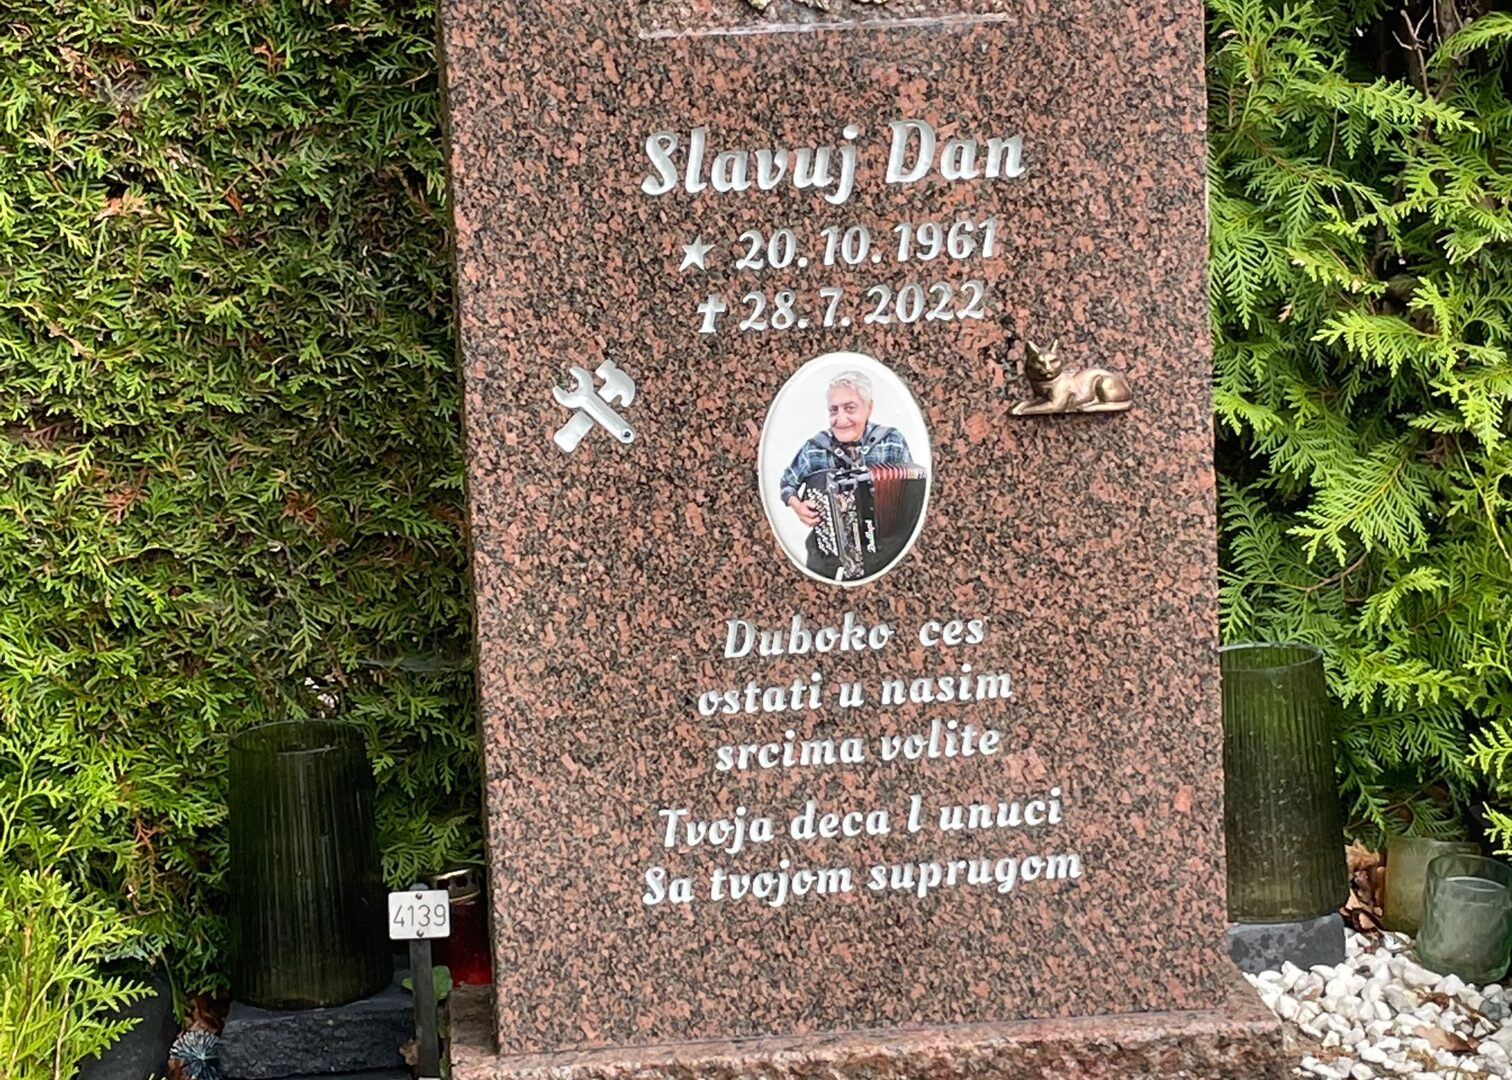 Slavuj Dan
★ 20.10.1961
✝ 28.7.2022
Duboko ces
ostati u nasim
srcima volite
Tvoja deca I unuci
Sa tvojom suprugom
4139